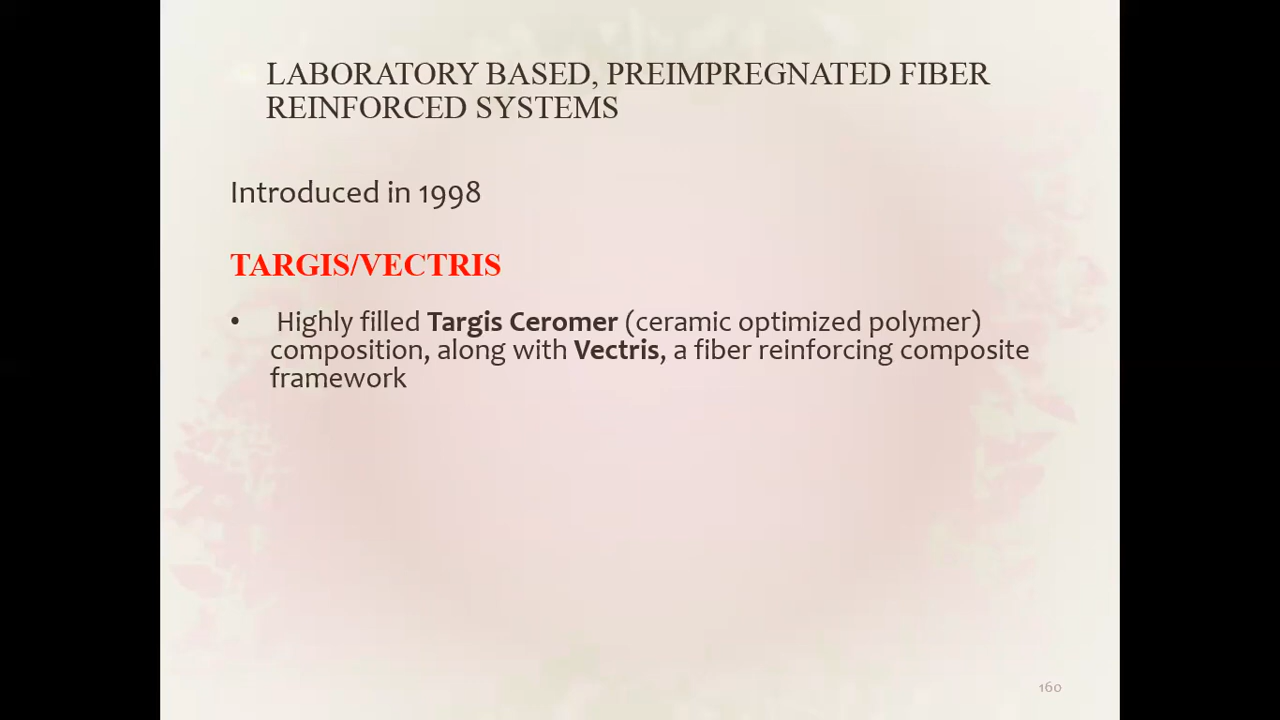 LABORATORY BASED, PREIMPREGNATED FIBER
REINFORCED SYSTEMS
Introduced in 1998
TARGIS/VECTRIS
• Highly filled Targis Ceromer (ceramic optimized polymer)
composition, along with Vectris, a fiber reinforcing composite
framework
160